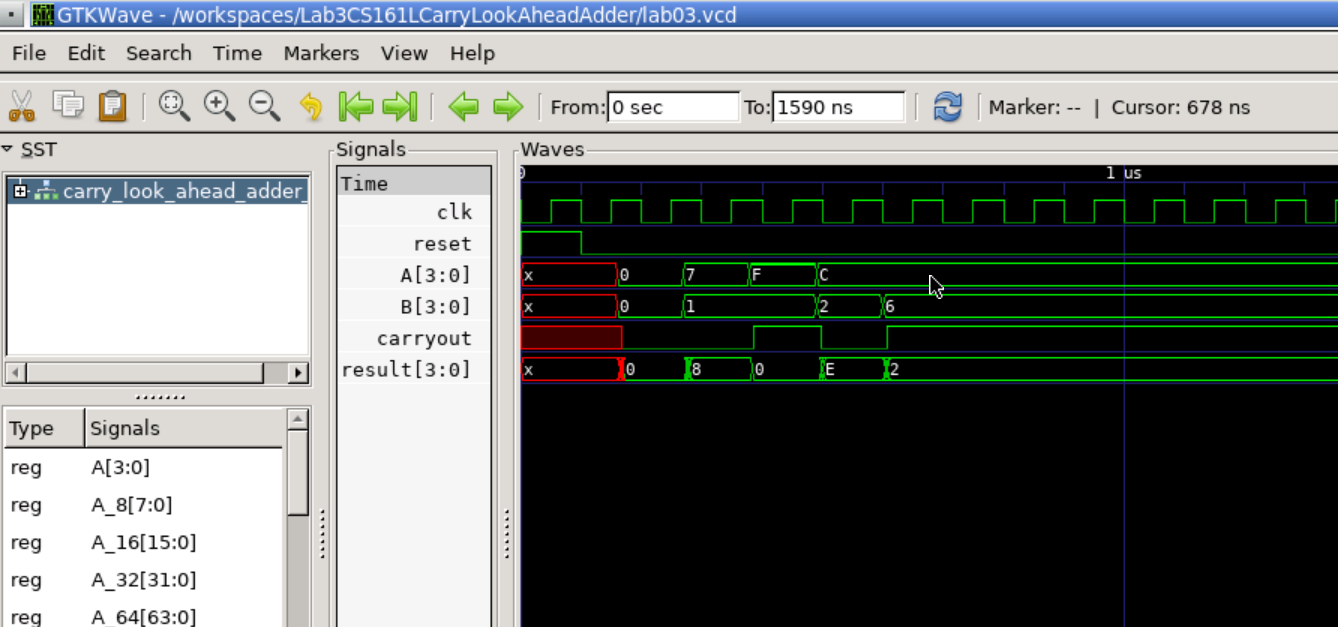 GTKWave - /workspaces/Lab3CS161LCarryLookAheadAdder/lab03.vcd
File Edit Search Time Markers View Help
From: 0 sec To: 1590 ns Marker: -- | Cursor: 678 ns
SST
carry_look_ahead_adder_
Type Signals
reg A[3:0]
reg A_8[7:0]
reg A_16[15:0]
reg A_32[31:0]
reg A_64[63:0]
Signals
Time
clk
reset
A[3:0]
B[3:0]
carryout
result[3:0]
Waves
0 1 us
x 0 7 F C
x 0 1 2 6
x 0 8 0 E 2